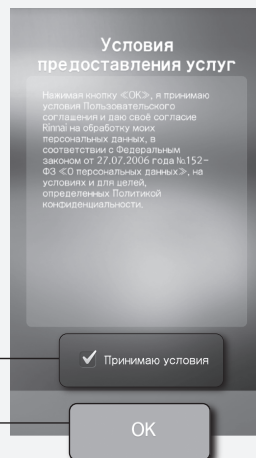 Условия
предоставления услуг
Нажимая кнопку ≪ОК≫, я принимаю
условия Пользовательского
соглашения и даю своё согласие
Rinnai на обработку моих
персональных данных, в
соответствии с Федеральным
законом от 27.07.2006 года №152-
ФЗ ≪О персональных данных≫, на
условиях и для целей,
определенных Политикой
конфиденциальности.
Принимаю условия
OK